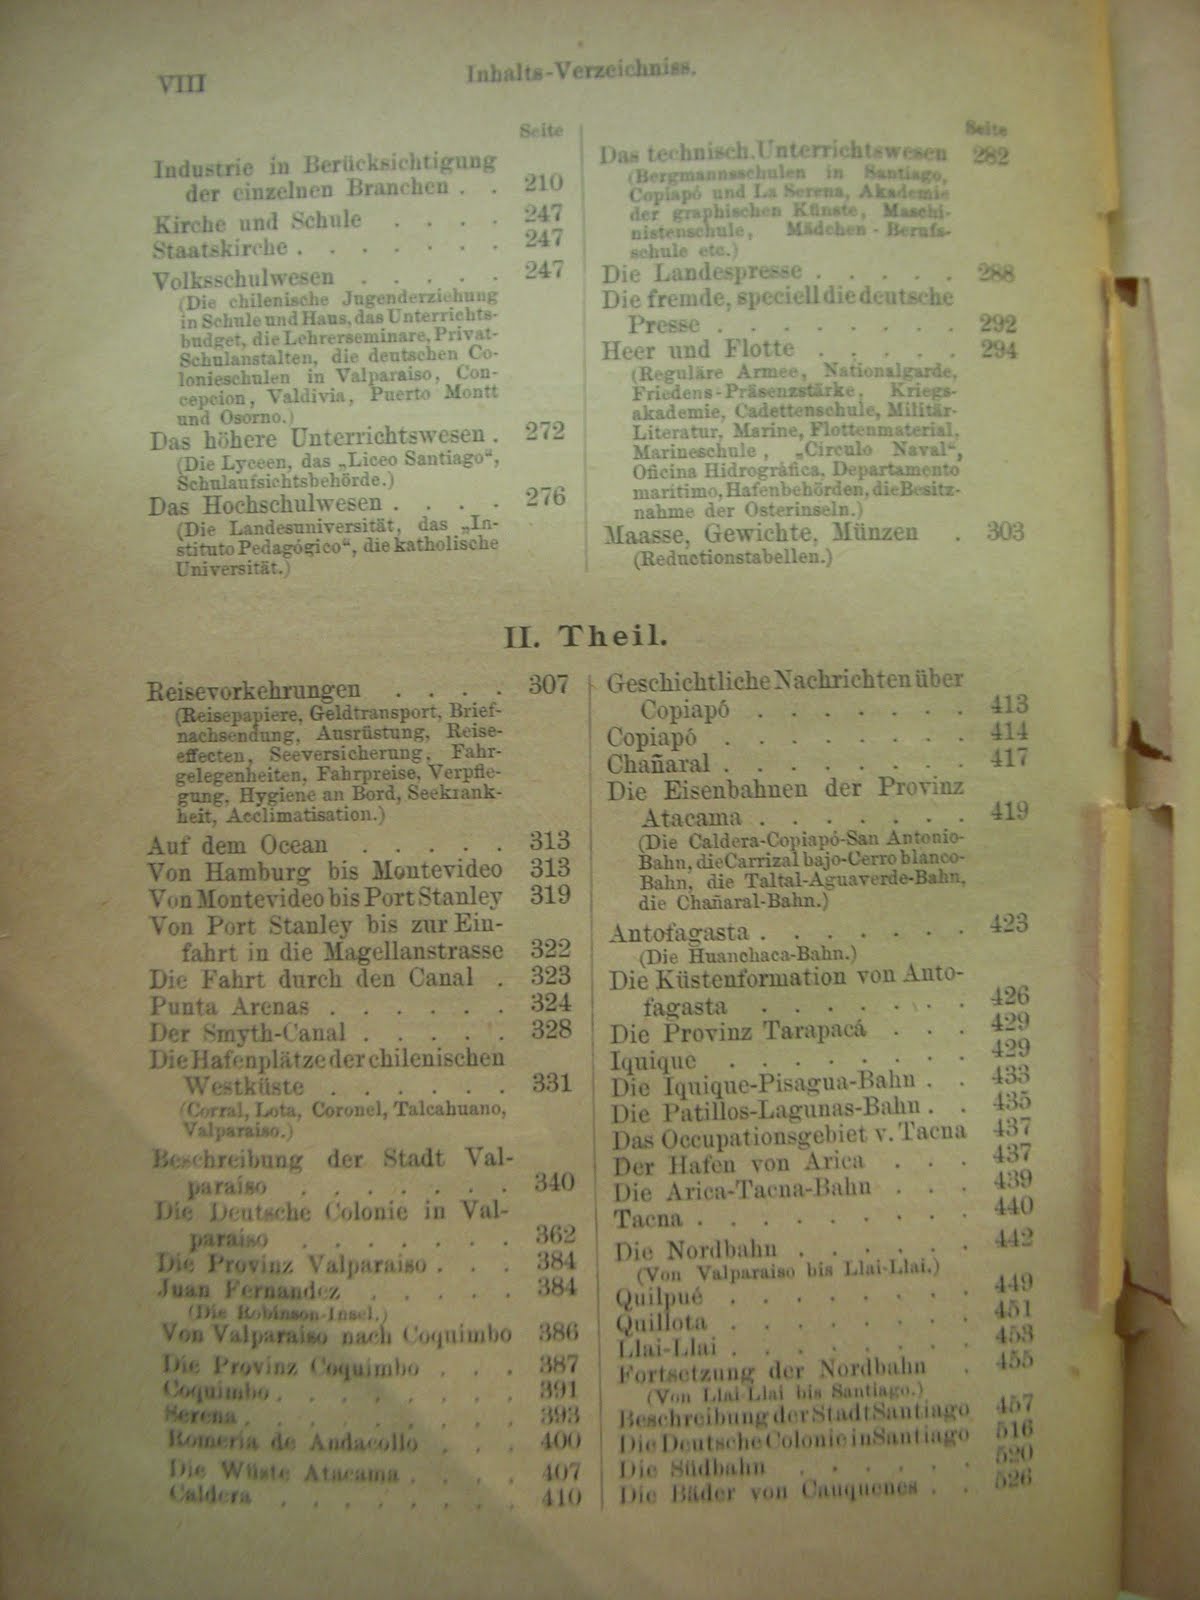 VIII
Inhalts-Verzeichniss.
Seite
Industrie in Berücksichtigung
der einzelnen Branchen . . 210
Kirche und Schule . . . . 247
Staatskirche . . . . . . . 247
Volksschulwesen . . . . . 247
(Die chilenische Jugenderziehung
in Schule und Haus, das Unterrichts-
budget, die Lehrerseminare, Privat-
Schulanstalten, die deutschen Co-
lonieschulen in Valparaiso, Con-
cepcion, Valdivia, Puerto Montt
und Osorno.)
Das höhere Unterrichtswesen . 272
(Die Lyceen, das „Liceo Santiago“,
Schulaufsichtsbehörde.)
Das Hochschulwesen . . . . 276
(Die Landesuniversität, das „In-
stituto Pedagógico“, die katholische
Universität.)
Seite
Das technisch. Unterrichtswesen 282
(Bergmannsschulen in Santiago,
Copiapó und La Serena, Akademie
der graphischen Künste, Maschi-
nistenschule, Mädchen-Berufs-
schule etc.)
Die Landespresse . . . . . 288
Die fremde, speciell die deutsche
Presse . . . . . . . . 292
Heer und Flotte . . . . . 294
(Reguläre Armee, Nationalgarde,
Friedens-Präsenzstärke, Kriegs-
akademie, Cadettenschule, Militär-
Literatur, Marine, Flottenmaterial,
Marineschule, „Circulo Naval“,
Oficina Hidrográfica, Departamento
maritimo, Hafenbehörden, die Besitz-
nahme der Osterinseln.)
Maasse, Gewichte, Münzen . 303
(Reductionstabellen.)
II. Theil.
Reisevorkehrungen . . . . 307
(Reisepapiere, Geldtransport, Brief-
nachsendung, Ausrüstung, Reise-
effecten, Seeversicherung, Fahr-
gelegenheiten, Fahrpreise, Verpfle-
gung, Hygiene an Bord, Seekrank-
heit, Acclimatisation.)
Auf dem Ocean . . . . . 313
Von Hamburg bis Montevideo 313
Von Montevideo bis Port Stanley 319
Von Port Stanley bis zur Ein-
fahrt in die Magellanstrasse 322
Die Fahrt durch den Canal . 323
Punta Arenas . . . . . . 324
Der Smyth-Canal . . . . . 328
Die Hafenplätze der chilenischen
Westküste . . . . . . 331
(Corral, Lota, Coronel, Talcahuano,
Valparaiso.)
Beschreibung der Stadt Val-
paraiso . . . . . . . 340
Die Deutsche Colonie in Val-
paraiso . . . . . . . 362
Die Provinz Valparaiso . . . 384
Juan Fernandez . . . . . 384
(Die Robinson-Insel.)
Von Valparaiso nach Coquimbo 386
Die Provinz Coquimbo . . . 387
Coquimbo . . . . . . . 391
Serena . . . . . . . . 393
Romeria de Andacollo . . . 400
Die Wüste Atacama . . . . 407
Caldera . . . . . . . . 410
Geschichtliche Nachrichten über
Copiapó . . . . . . . 413
Copiapó . . . . . . . . 414
Chañaral . . . . . . . . 417
Die Eisenbahnen der Provinz
Atacama . . . . . . . 419
(Die Caldera-Copiapó-San Antonio-
Bahn, die Carrizal bajo-Cerro blanco-
Bahn, die Taltal-Aguaverde-Bahn,
die Chañaral-Bahn.)
Antofagasta . . . . . . . 423
(Die Huanchaca-Bahn.)
Die Küstenformation von Anto-
fagasta . . . . . . . 426
Die Provinz Tarapacá . . . 429
Iquique . . . . . . . . 429
Die Iquique-Pisagua-Bahn . . 433
Die Patillos-Lagunas-Bahn . . 435
Das Occupationsgebiet v. Tacna 437
Der Hafen von Arica . . . 437
Die Arica-Tacna-Bahn . . . 439
Tacna . . . . . . . . . 440
Die Nordbahn . . . . . . 442
(Von Valparaiso bis Llai-Llai.)
Quilpué . . . . . . . . 449
Quillota . . . . . . . . 451
Llai-Llai . . . . . . . . 453
Fortsetzung der Nordbahn . 455
(Von Llai Llai bis Santiago.)
Beschreibung der Stadt Santiago 457
Die Deutsche Colonie in Santiago 516
Die Südbahn . . . . . . 520
Die Bäder von Cauquenes . . 526